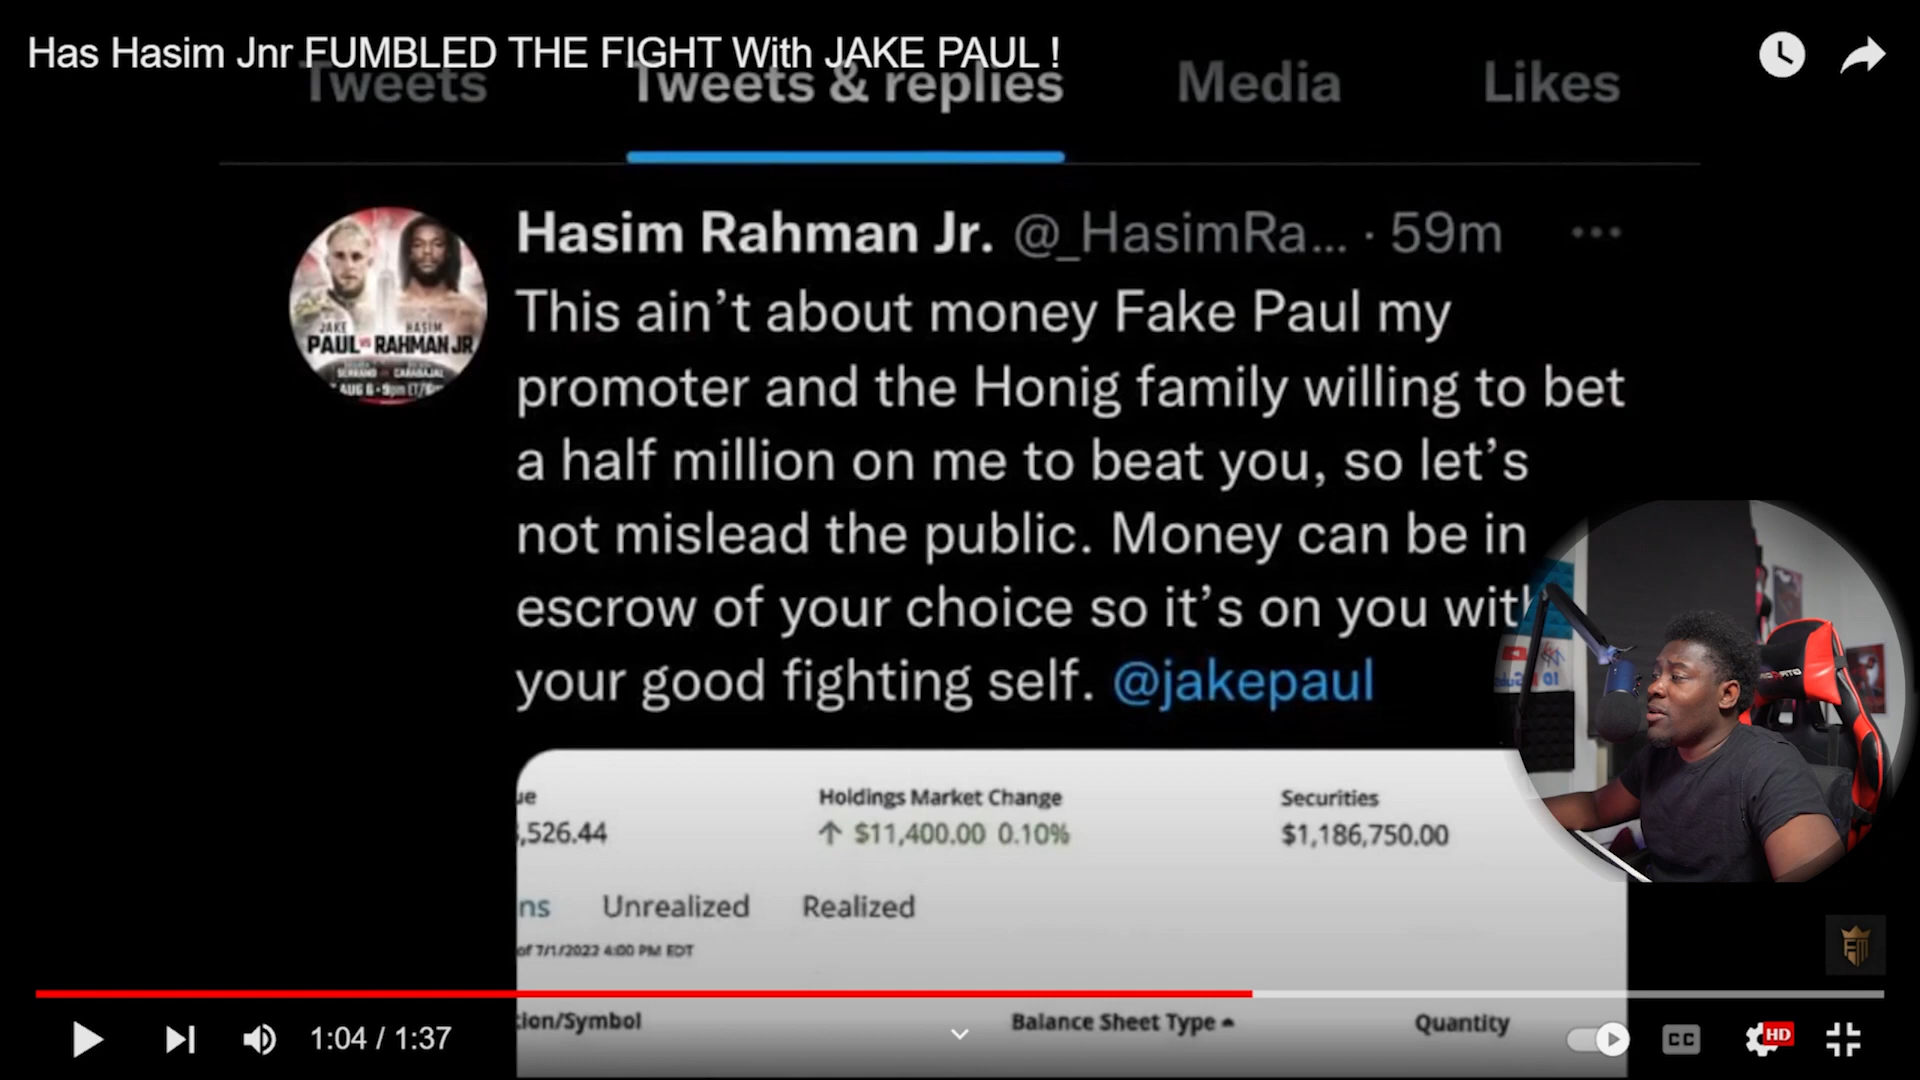 Has Hasim Jnr FUMBLED THE FIGHT With JAKE PAUL !
Tweets Tweets & replies Media Likes
Hasim Rahman Jr. @_HasimRa... · 59m
This ain't about money Fake Paul my
promoter and the Honig family willing to bet
a half million on me to beat you, so let's
not mislead the public. Money can be in
escrow of your choice so it's on you
your good fighting self. @jakepaul
JAKE HASIM
PAUL VS RAHMAN JR
SERRANO CARABAJAL
AUG 6
Holdings Market Change Securities
,526.44 ↑ $11,400.00 0.10% $1,186,750.00
Unrealized Realized
of 7/1/2022 4:00 PM EDT
tion/Symbol Balance Sheet Type Quantity
FM
1:04 / 1:37
CC HD